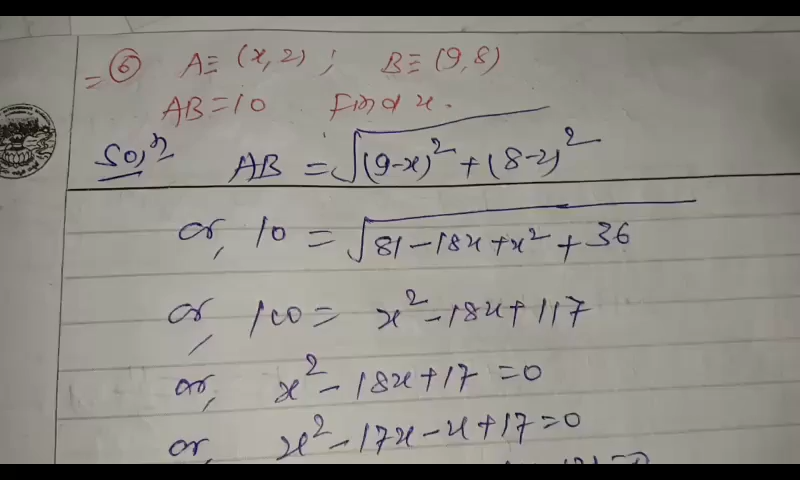 = ⑥ A≡ (x,2) ; B≡ (9,8)
AB=10 Find x.
Solⁿ AB = √(9-x)² + (8-2)²
or, 10 = √81-18x+x² + 36
or, 100 = x² - 18x + 117
or, x² - 18x + 17 = 0
or, x² - 17x - x + 17 = 0